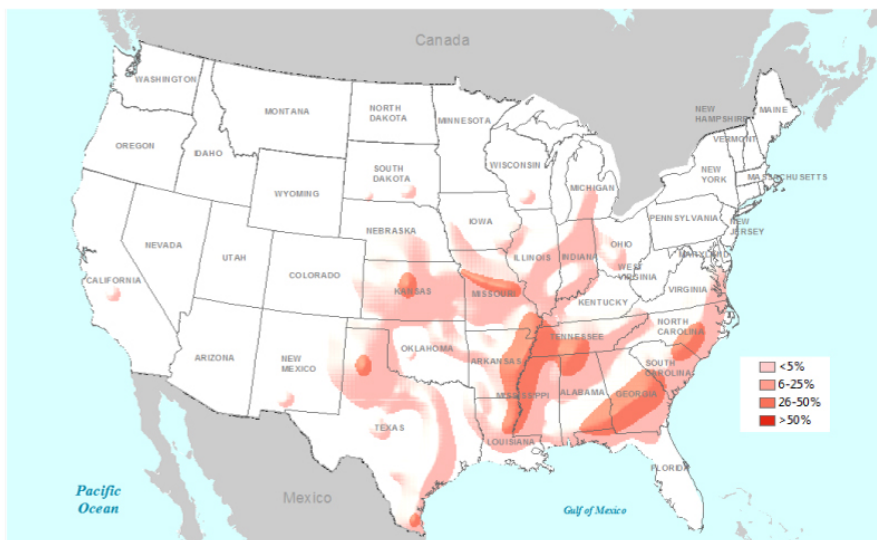 Canada
WASHINGTON
MONTANA
NORTH
DAKOTA
MINNESOTA
MAINE
NEW
HAMPSHIRE
VERMONT
OREGON
IDAHO
SOUTH
DAKOTA
WISCONSIN
MICHIGAN
NEW
YORK
MASSACHUSETTS
WYOMING
IOWA
NEBRASKA
PENNSYLVANIA
NEW
JERSEY
NEVADA
UTAH
COLORADO
ILLINOIS
INDIANA
OHIO
WEST
VIRGINIA
MARYLAND
CALIFORNIA
KANSAS
MISSOURI
KENTUCKY
VIRGINIA
ARIZONA
NEW
MEXICO
OKLAHOMA
ARKANSAS
TENNESSEE
NORTH
CAROLINA
SOUTH
CAROLINA
MISSISSIPPI
ALABAMA
GEORGIA
TEXAS
LOUISIANA
FLORIDA
<5%
6-25%
26-50%
>50%
Pacific
Ocean
Mexico
Gulf of Mexico